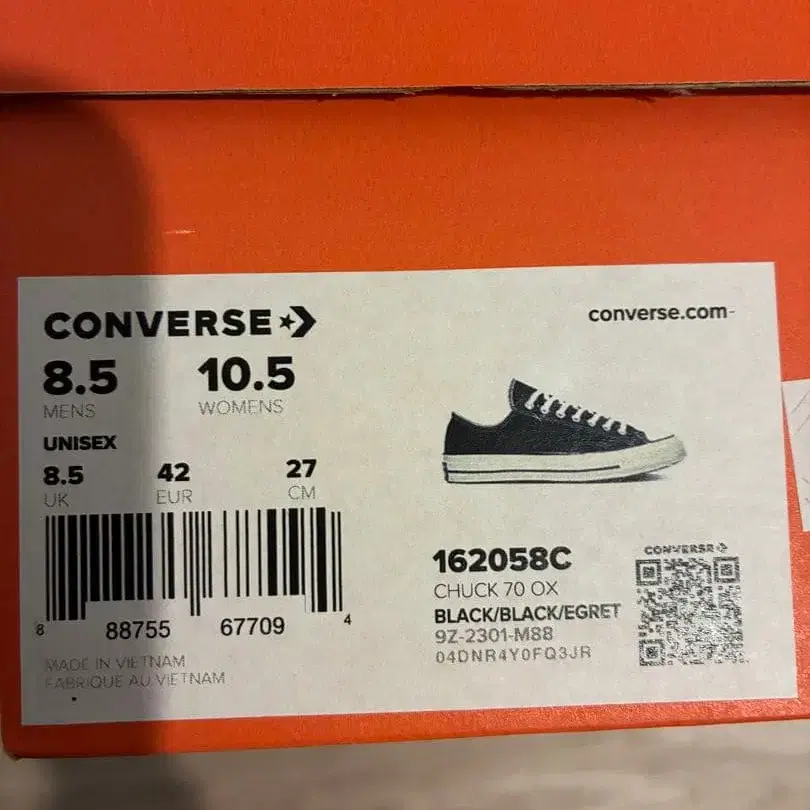 CONVERSE
converse.com
8.5 10.5
MENS WOMENS
UNISEX
8.5 42 27
UK EUR CM
8 88755 67709 4
MADE IN VIETNAM
FABRIQUE AU VIETNAM
162058C
CHUCK 70 OX
BLACK/BLACK/EGRET
9Z-2301-M88
04DNR4Y0FQ3JR
CONVERSE